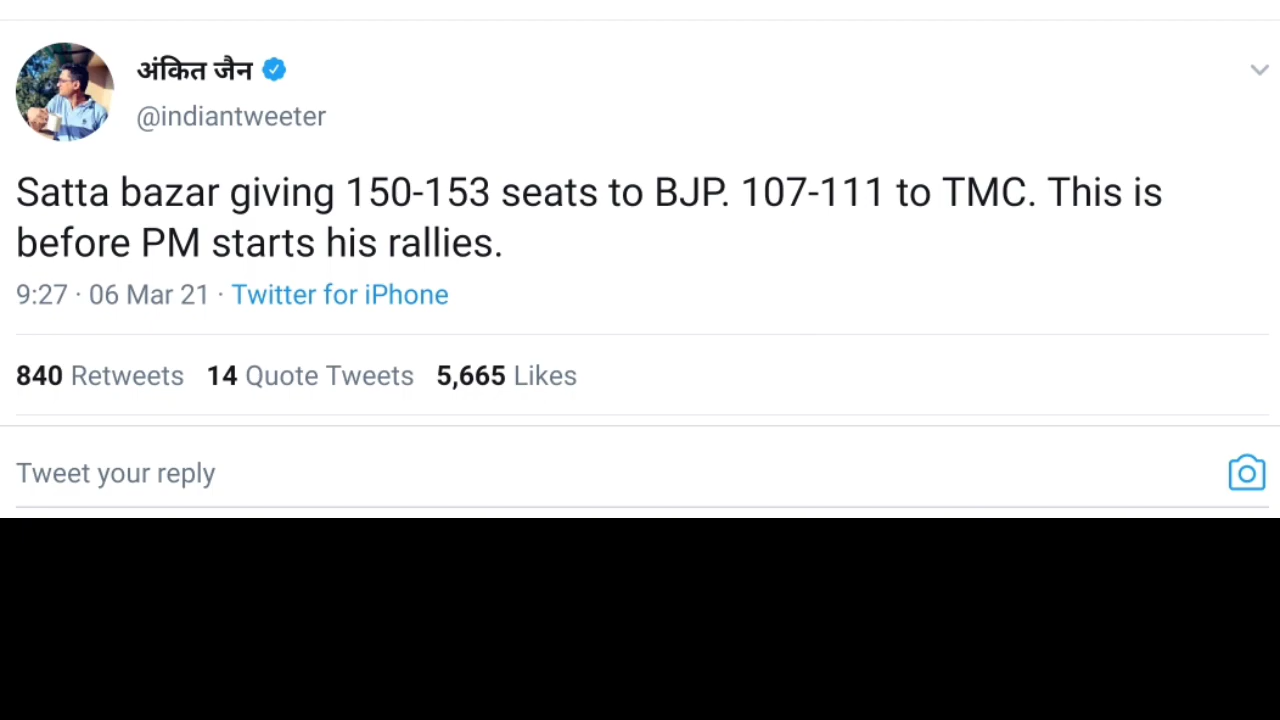 अंकित जैन
@indiantweeter
Satta bazar giving 150-153 seats to BJP. 107-111 to TMC. This is
before PM starts his rallies.
9:27 · 06 Mar 21 · Twitter for iPhone
840 Retweets 14 Quote Tweets 5,665 Likes
Tweet your reply